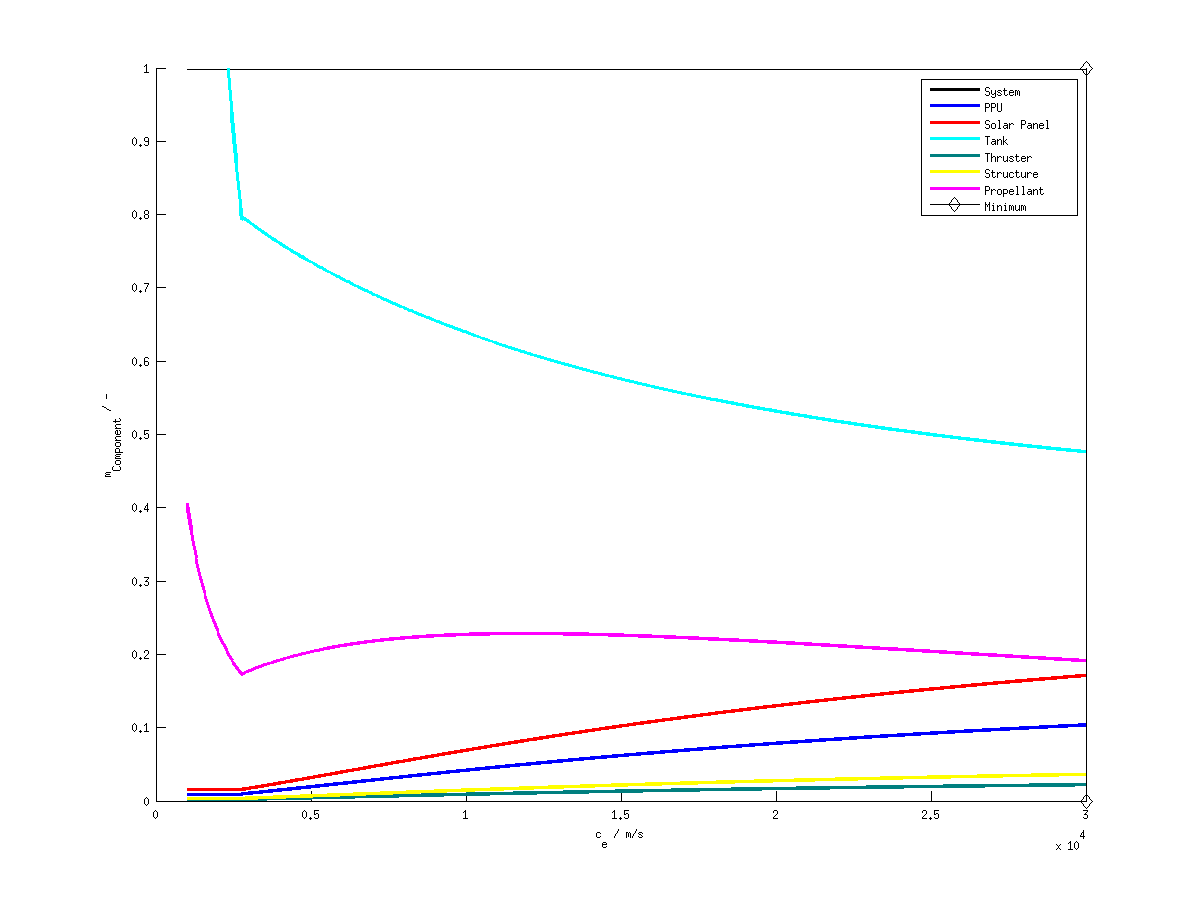 1
0.9
0.8
0.7
0.6
0.5
0.4
0.3
0.2
0.1
0
m Component / -
System
PPU
Solar Panel
Tank
Thruster
Structure
Propellant
Minimum
0 0.5 1 1.5 2 2.5 3
c e / m/s
x 10 4